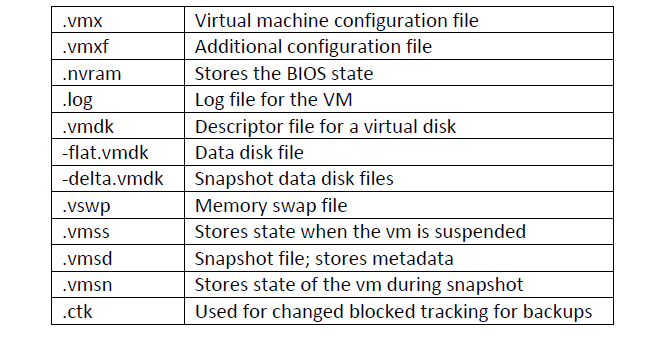 .vmx Virtual machine configuration file
.vmxf Additional configuration file
.nvram Stores the BIOS state
.log Log file for the VM
.vmdk Descriptor file for a virtual disk
-flat.vmdk Data disk file
-delta.vmdk Snapshot data disk files
.vswp Memory swap file
.vmss Stores state when the vm is suspended
.vmsd Snapshot file; stores metadata
.vmsn Stores state of the vm during snapshot
.ctk Used for changed blocked tracking for backups